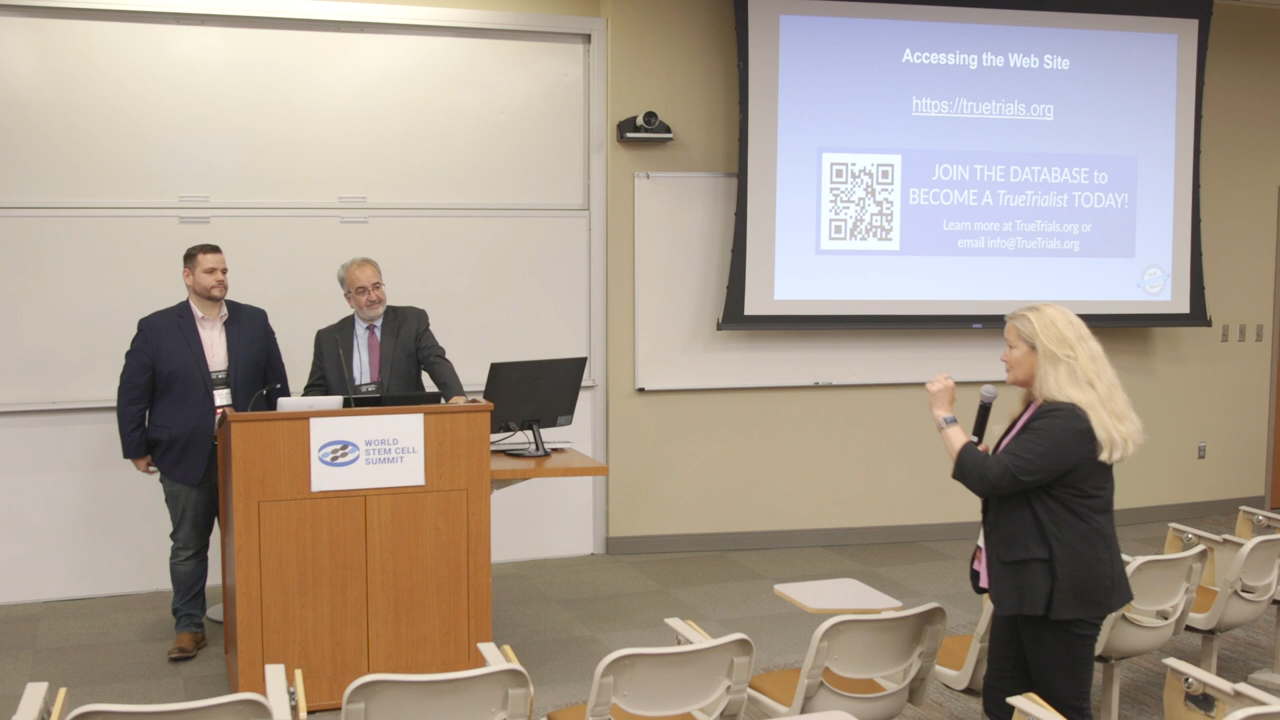 Accessing the Web Site
https://truetrials.org
JOIN THE DATABASE to
BECOME A TrueTrialist TODAY!
Learn more at TrueTrials.org or
email info@TrueTrials.org
WORLD
STEM CELL
SUMMIT